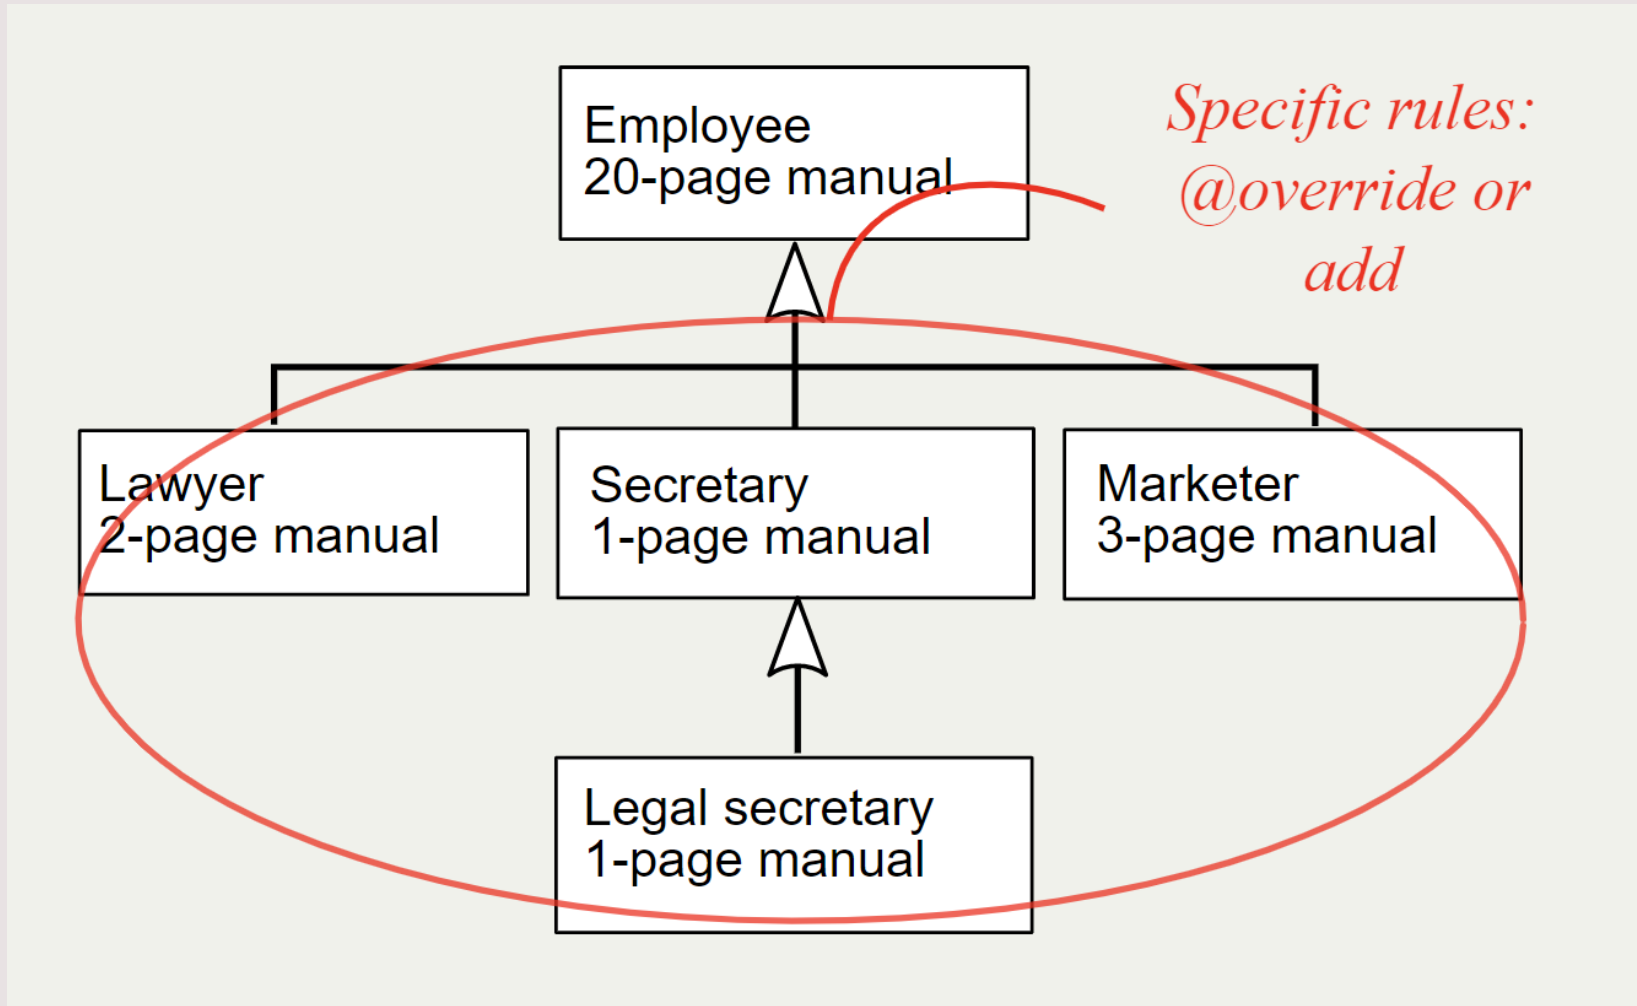 Employee
20-page manual
Specific rules:
@override or
add
Lawyer
2-page manual
Secretary
1-page manual
Marketer
3-page manual
Legal secretary
1-page manual